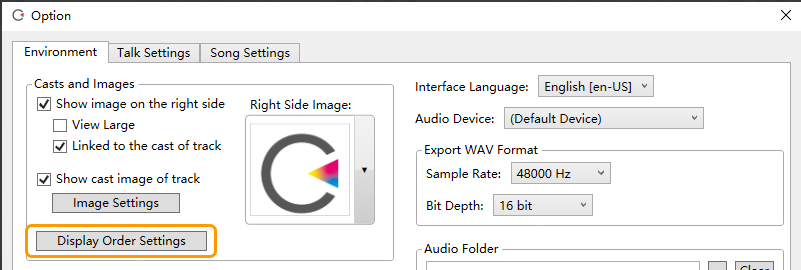 Option
Environment
Talk Settings
Song Settings
Casts and Images
Show image on the right side
View Large
Linked to the cast of track
Show cast image of track
Image Settings
Display Order Settings
Right Side Image:
Interface Language:
English [en-US]
Audio Device:
(Default Device)
Export WAV Format
Sample Rate:
48000 Hz
Bit Depth:
16 bit
Audio Folder
Clear